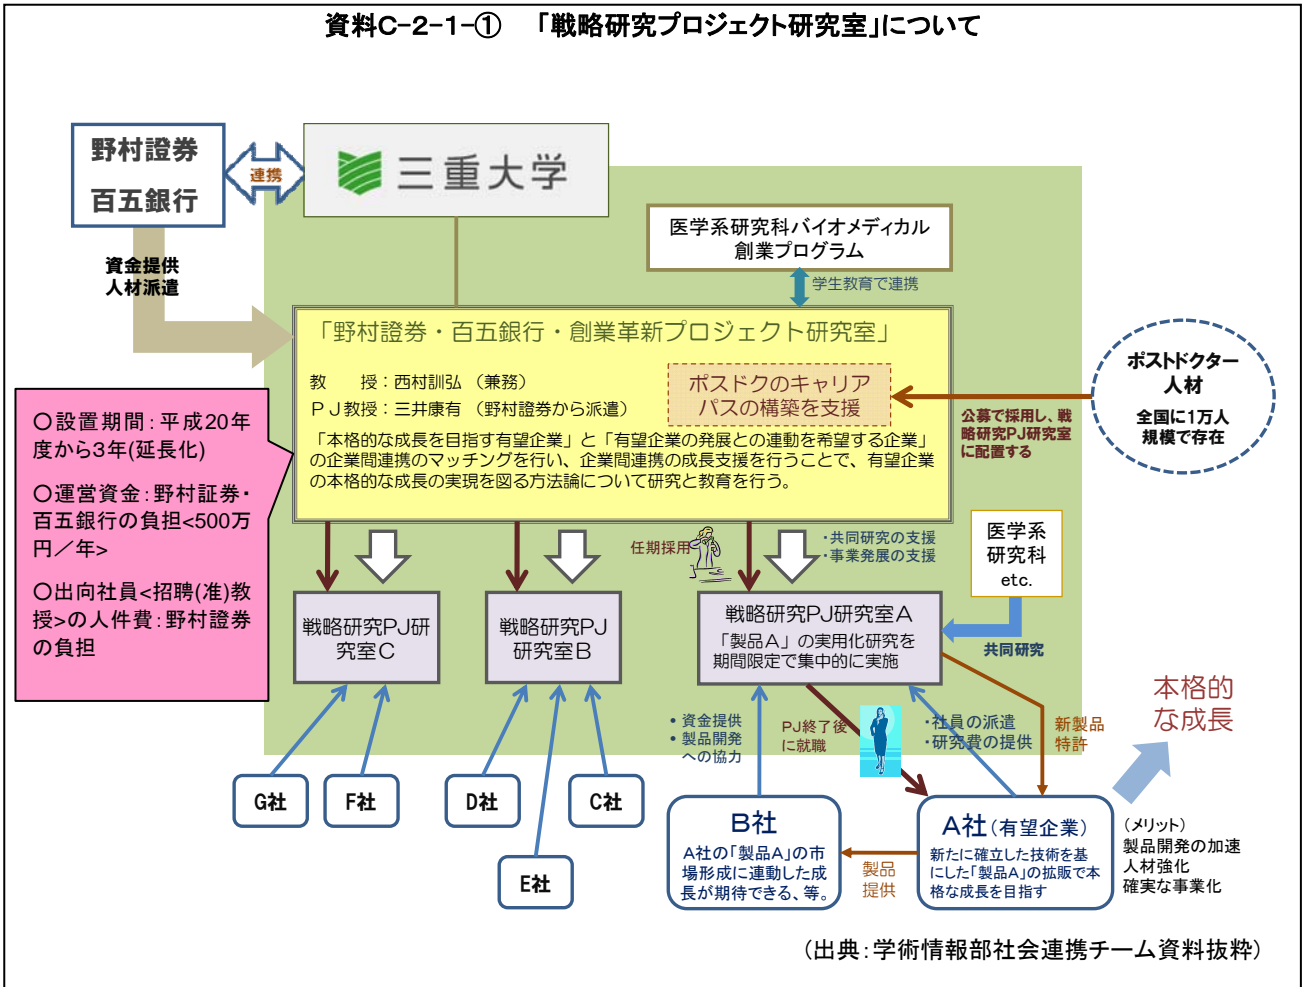 資料C-2-1-① 「戦略研究プロジェクト研究室」について
野村證券
百五銀行
連携
三重大学
資金提供
人材派遣
医学系研究科バイオメディカル
創業プログラム
学生教育で連携
「野村證券・百五銀行・創業革新プロジェクト研究室」
教　　授：西村訓弘 （兼務）
ＰＪ教授：三井康有 （野村證券から派遣）
ポスドクのキャリア
パスの構築を支援
「本格的な成長を目指す有望企業」と「有望企業の発展との連動を希望する企業」
の企業間連携のマッチングを行い、企業間連携の成長支援を行うことで、有望企業
の本格的な成長の実現を図る方法論について研究と教育を行う。
ポストドクター
人材
全国に1万人
規模で存在
公募で採用し、戦
略研究PJ研究室
に配置する
○設置期間：平成20年
度から3年(延長化)
○運営資金：野村証券・
百五銀行の負担<500万
円／年>
○出向社員<招聘(准)教
授>の人件費：野村證券
の負担
任期採用
・共同研究の支援
・事業発展の支援
医学系
研究科
etc.
共同研究
戦略研究PJ研
究室C
戦略研究PJ
研究室B
戦略研究PJ研究室A
「製品A」の実用化研究を
期間限定で集中的に実施
• 資金提供
• 製品開発
への協力
PJ終了後
に就職
・社員の派遣
・研究費の提供
新製品
特許
本格的
な成長
G社
F社
D社
C社
E社
B社
A社の「製品A」の市
場形成に連動した成
長が期待できる、等。
製品
提供
A社（有望企業）
新たに確立した技術を基
にした「製品A」の拡販で本
格な成長を目指す
（メリット）
製品開発の加速
人材強化
確実な事業化
（出典：学術情報部社会連携チーム資料抜粋）